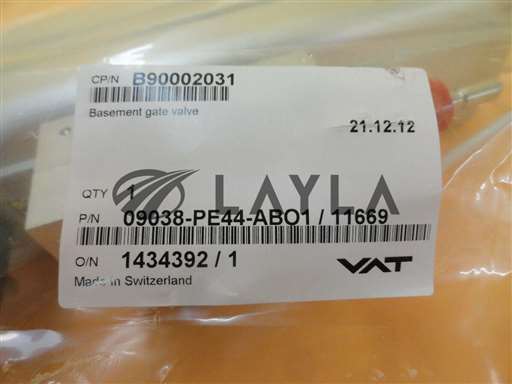 CP/N B90002031
Basement gate valve
21.12.12
QTY 1
LAYLA
P/N 09038-PE44-ABO1 / 11669
O/N 1434392 / 1
VAT
Made in Switzerland